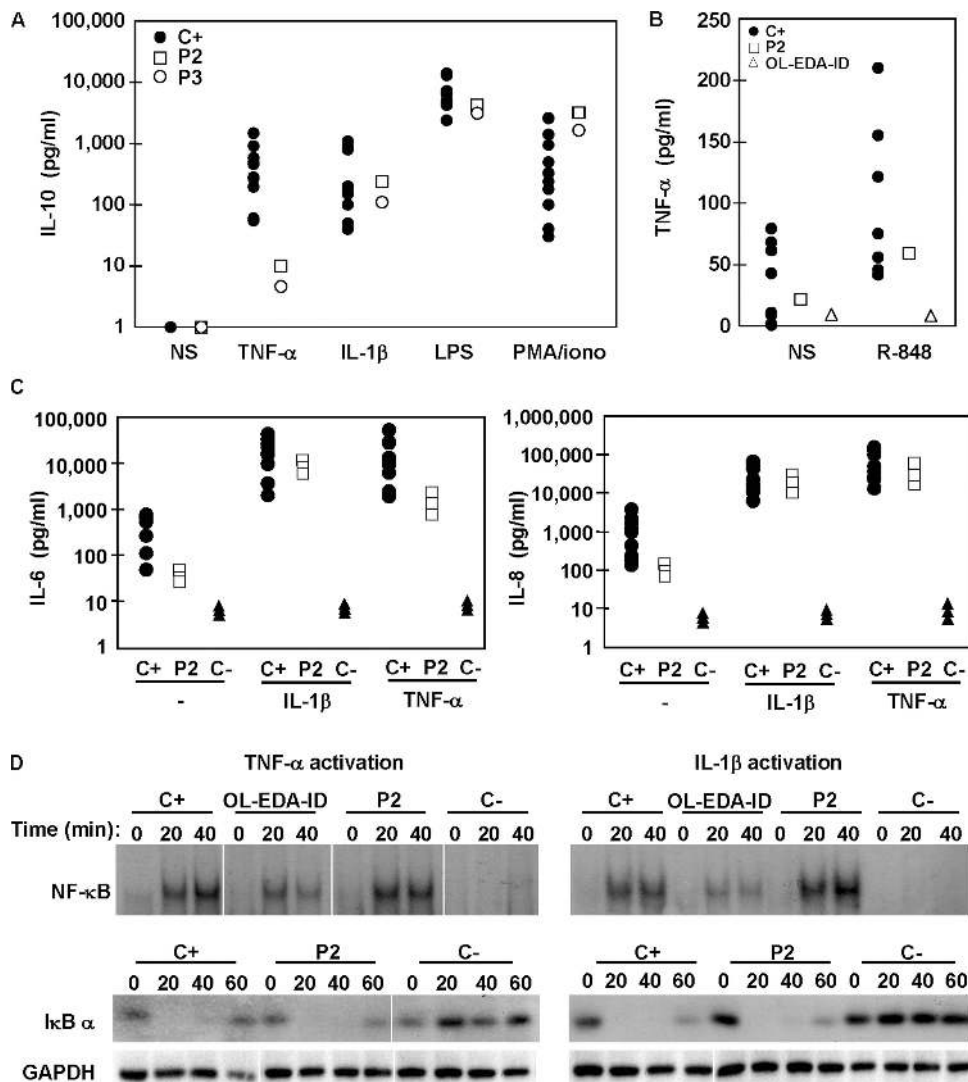 A
100,000
10,000
1,000
100
10
1
IL-10 (pg/ml)
C+
P2
P3
NS TNF-α IL-1β LPS PMA/iono
B
250
200
150
100
50
0
TNF-α (pg/ml)
C+
P2
OL-EDA-ID
NS R-848
C
100,000
10,000
1,000
100
10
1
IL-6 (pg/ml)
C+ P2 C- C+ P2 C- C+ P2 C-
- IL-1β TNF-α
1,000,000
100,000
10,000
1,000
100
10
1
IL-8 (pg/ml)
C+ P2 C- C+ P2 C- C+ P2 C-
- IL-1β TNF-α
D
TNF-α activation
C+ OL-EDA-ID P2 C-
Time (min): 0 20 40 0 20 40 0 20 40 0 20 40
NF-κB
C+ P2 C-
0 20 40 60 0 20 40 60 0 20 40 60
IκB α
GAPDH
IL-1β activation
C+ OL-EDA-ID P2 C-
0 20 40 0 20 40 0 20 40 0 20 40
C+ P2 C-
0 20 40 60 0 20 40 60 0 20 40 60